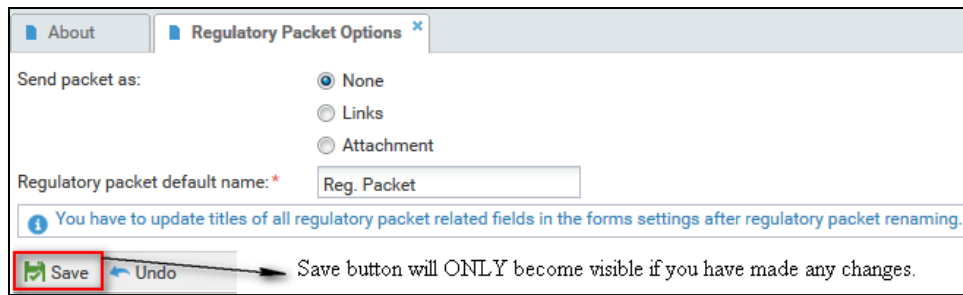 About
Regulatory Packet Options
Send packet as:
None
Links
Attachment
Regulatory packet default name:*
Reg. Packet
You have to update titles of all regulatory packet related fields in the forms settings after regulatory packet renaming.
Save Undo
Save button will ONLY become visible if you have made any changes.